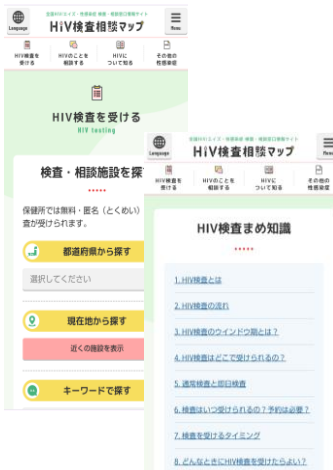 全国HIV/エイズ・性感染症 検査・相談窓口情報サイト
HIV検査相談マップ
Language
Menu
HIV検査を
受ける
HIVのことを
相談する
HIVに
ついて知る
その他の
性感染症
HIV検査を受ける
HIV testing
検査・相談施設を探
保健所では無料・匿名（とくめい）
査が受けられます。
都道府県から探す
選択してください
現在地から探す
近くの施設を表示
キーワードで探す
全国HIV/エイズ・性感染症 検査・相談窓口情報サイト
HIV検査相談マップ
Language
Menu
HIV検査を
受ける
HIVのことを
相談する
HIVに
ついて知る
その他の
性感染症
HIV検査まめ知識
1. HIV検査とは
2. HIV検査の流れ
3. HIV検査のウインドウ期とは？
4. HIV検査はどこで受けられるの？
5. 通常検査と即日検査
6. 検査はいつ受けられるの？予約は必要？
7. 検査を受けるタイミング
8. どんなときにHIV検査を受けたらよい？